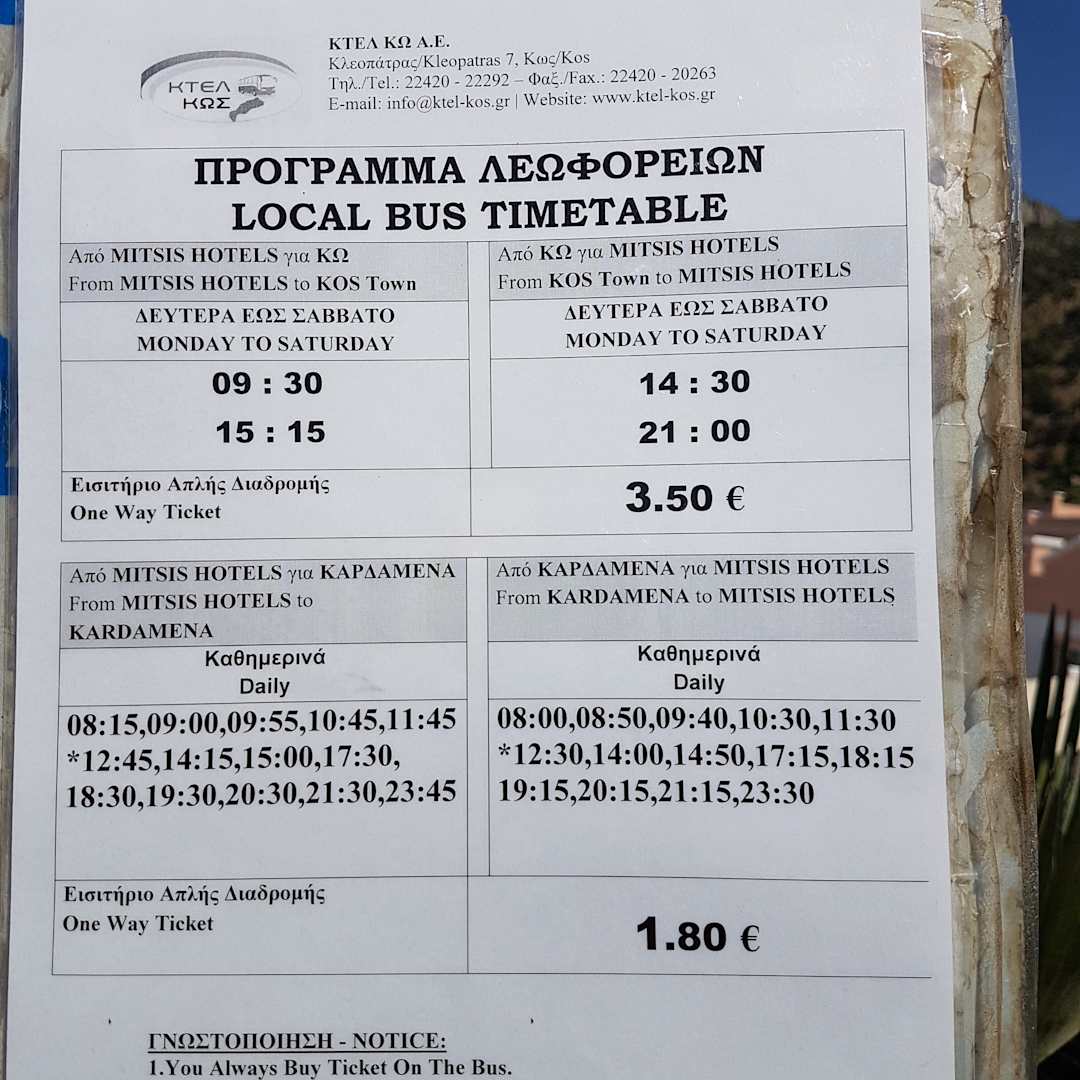 ΚΤΕΛ
ΚΩΣ
ΚΤΕΛ ΚΩ Α.Ε.
Κλεοπάτρας/Kleopatras 7, Κως/Kos
Τηλ./Tel.: 22420 - 22292 – Φαξ./Fax.: 22420 - 20263
E-mail: info@ktel-kos.gr | Website: www.ktel-kos.gr
ΠΡΟΓΡΑΜΜΑ ΛΕΩΦΟΡΕΙΩΝ
LOCAL BUS TIMETABLE
Από MITSIS HOTELS για ΚΩ
From MITSIS HOTELS to KOS Town
ΔΕΥΤΕΡΑ ΕΩΣ ΣΑΒΒΑΤΟ
MONDAY TO SATURDAY
09 : 30
15 : 15
Από ΚΩ για MITSIS HOTELS
From KOS Town to MITSIS HOTELS
ΔΕΥΤΕΡΑ ΕΩΣ ΣΑΒΒΑΤΟ
MONDAY TO SATURDAY
14 : 30
21 : 00
Εισιτήριο Απλής Διαδρομής
One Way Ticket
3.50 €
Από MITSIS HOTELS για ΚΑΡΔΑΜΕΝΑ
From MITSIS HOTELS to
KARDAMENA
Καθημερινά
Daily
08:15,09:00,09:55,10:45,11:45
*12:45,14:15,15:00,17:30,
18:30,19:30,20:30,21:30,23:45
Από ΚΑΡΔΑΜΕΝΑ για MITSIS HOTELS
From KARDAMENA to MITSIS HOTELS
Καθημερινά
Daily
08:00,08:50,09:40,10:30,11:30
*12:30,14:00,14:50,17:15,18:15
19:15,20:15,21:15,23:30
Εισιτήριο Απλής Διαδρομής
One Way Ticket
1.80 €
ΓΝΩΣΤΟΠΟΙΗΣΗ - NOTICE:
1.You Always Buy Ticket On The Bus.